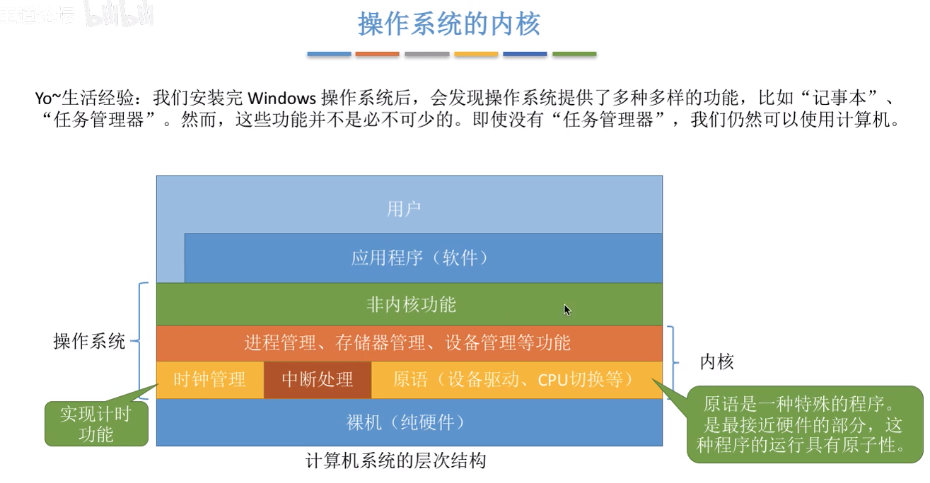 bilibili
操作系统的内核
Yo~生活经验：我们安装完 Windows 操作系统后，会发现操作系统提供了多种多样的功能，比如“记事本”、
“任务管理器”。然而，这些功能并不是必不可少的。即使没有“任务管理器”，我们仍然可以使用计算机。
用户
应用程序（软件）
非内核功能
操作系统
进程管理、存储器管理、设备管理等功能
内核
时钟管理
中断处理
原语（设备驱动、CPU切换等）
实现计时
功能
裸机（纯硬件）
原语是一种特殊的程序。
是最接近硬件的部分，这
种程序的运行具有原子性。
计算机系统的层次结构